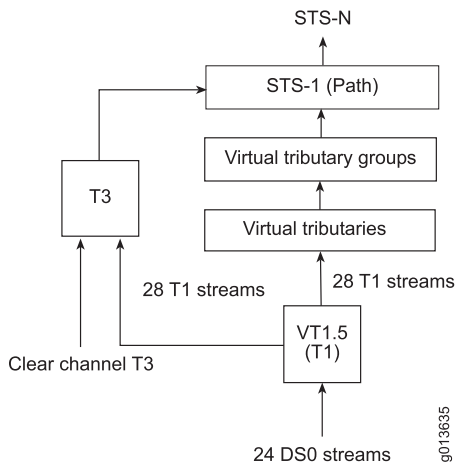 STS-N
STS-1 (Path)
Virtual tributary groups
T3
Virtual tributaries
28 T1 streams
28 T1 streams
VT1.5
(T1)
Clear channel T3
24 DS0 streams
g013635